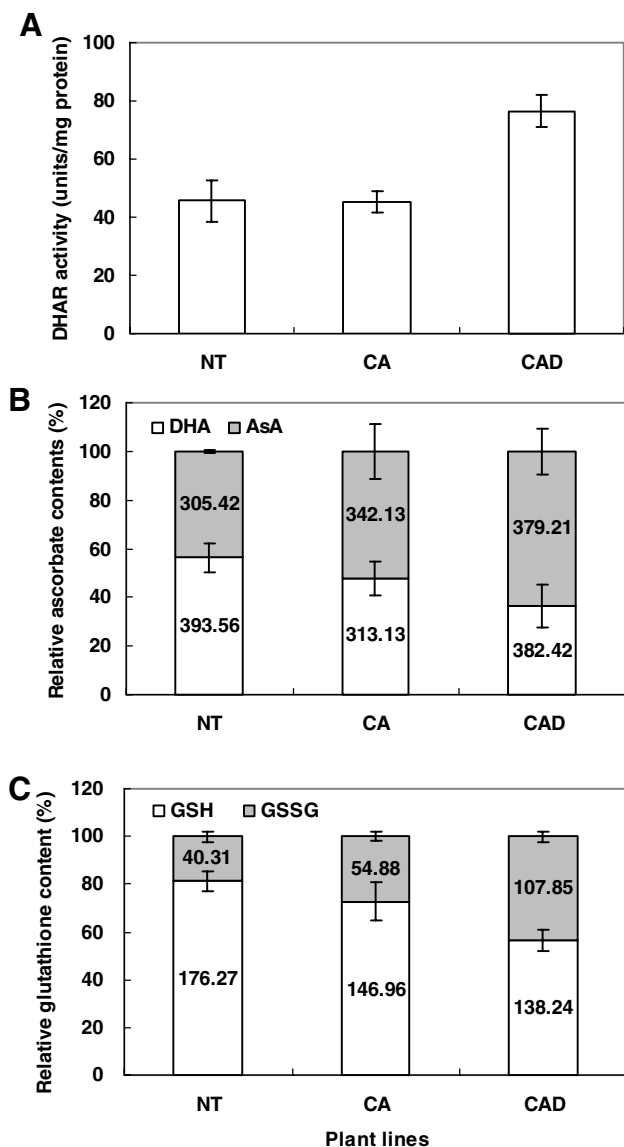 A
DHAR activity (units/mg protein)
100
80
60
40
20
0
NT CA CAD
B
Relative ascorbate contents (%)
120
100
80
60
40
20
0
DHA AsA
305.42 342.13 379.21
393.56 313.13 382.42
NT CA CAD
C
Relative glutathione content (%)
120
100
80
60
40
20
0
GSH GSSG
40.31 54.88 107.85
176.27 146.96 138.24
NT CA CAD
Plant lines